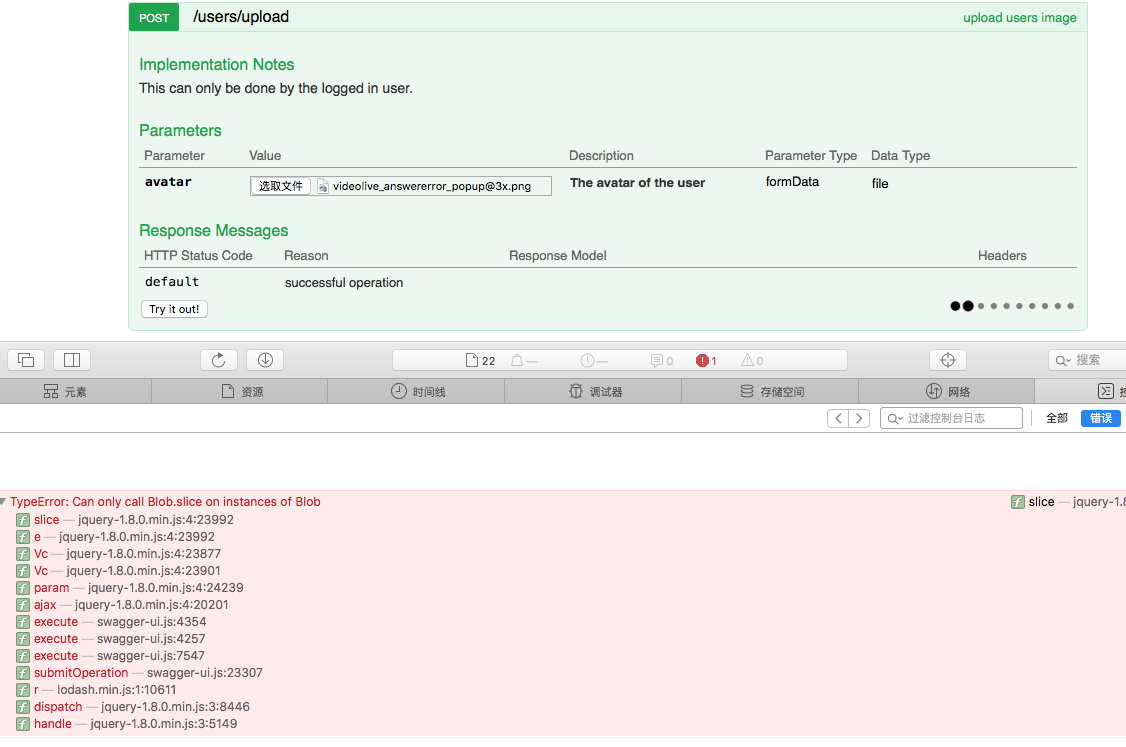 POST /users/upload upload users image
Implementation Notes
This can only be done by the logged in user.
Parameters
Parameter Value Description Parameter Type Data Type
avatar 选取文件 videolive_answererror_popup@3x.png The avatar of the user formData file
Response Messages
HTTP Status Code Reason Response Model Headers
default successful operation
Try it out!
22 — — 0 1 0 搜索
元素 资源 时间线 调试器 存储空间 网络
过滤控制台日志 全部 错误
TypeError: Can only call Blob.slice on instances of Blob f slice — jquery-1.8
f slice — jquery-1.8.0.min.js:4:23992
f e — jquery-1.8.0.min.js:4:23992
f Vc — jquery-1.8.0.min.js:4:23877
f Vc — jquery-1.8.0.min.js:4:23901
f param — jquery-1.8.0.min.js:4:24239
f ajax — jquery-1.8.0.min.js:4:20201
f execute — swagger-ui.js:4354
f execute — swagger-ui.js:4257
f execute — swagger-ui.js:7547
f submitOperation — swagger-ui.js:23307
f r — lodash.min.js:1:10611
f dispatch — jquery-1.8.0.min.js:3:8446
f handle — jquery-1.8.0.min.js:3:5149